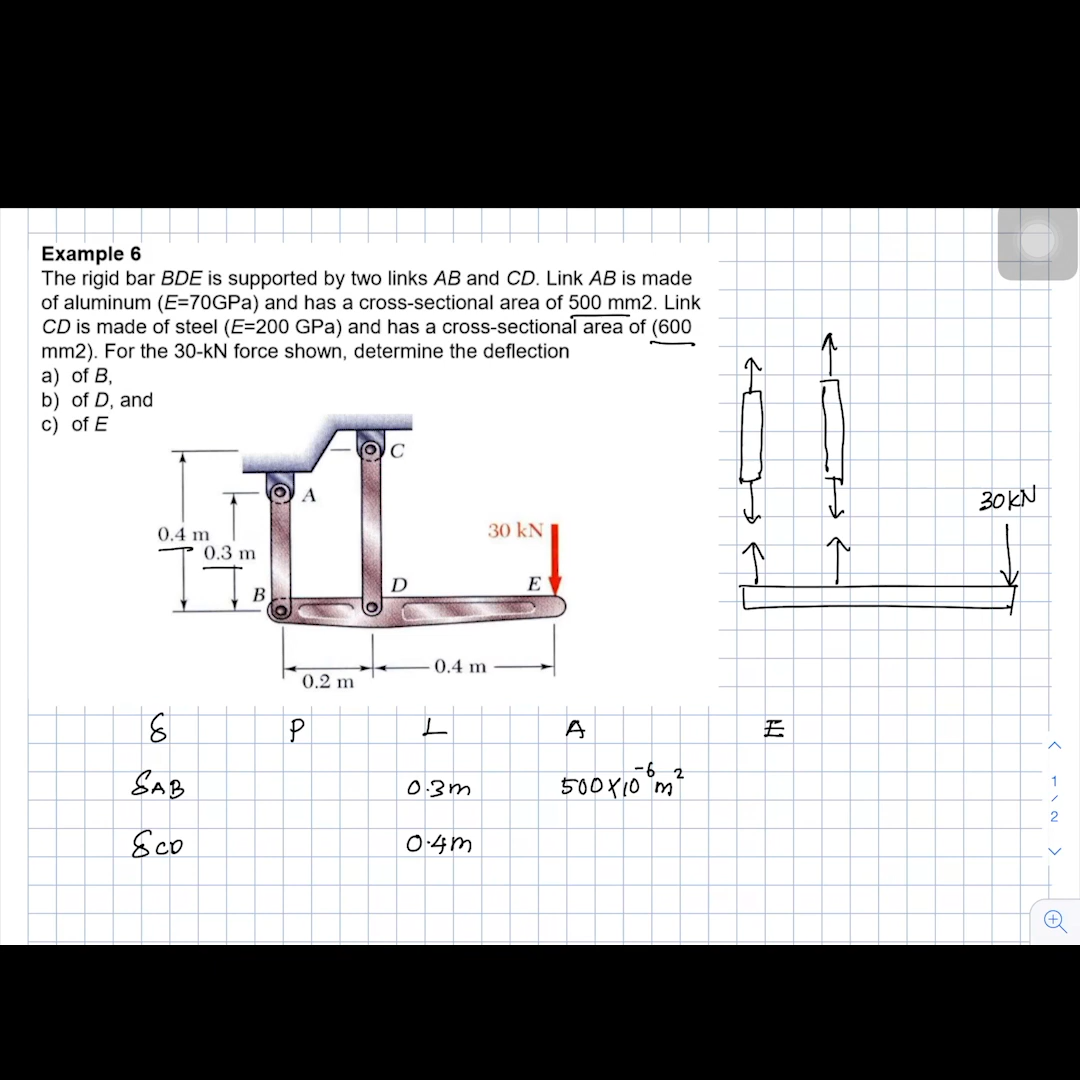 Example 6
The rigid bar BDE is supported by two links AB and CD. Link AB is made
of aluminum (E=70GPa) and has a cross-sectional area of 500 mm2. Link
CD is made of steel (E=200 GPa) and has a cross-sectional area of (600
mm2). For the 30-kN force shown, determine the deflection
a) of B,
b) of D, and
c) of E
C
A
30 kN
0.4 m
0.3 m
D
E
B
0.4 m
0.2 m
30KN
δ P L A E
δAB 0.3m 500x10⁻⁶m²
δCD 0.4m
1
/
2